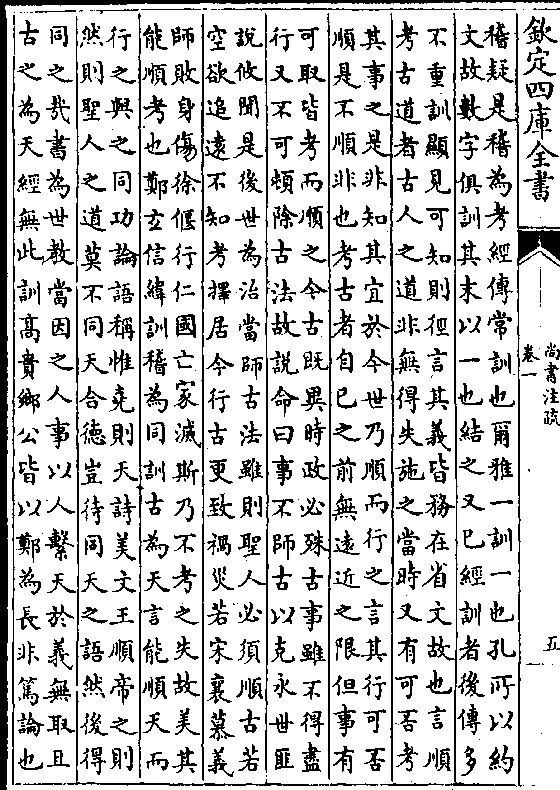 欽定四庫全書
尚書注疏
卷一
五
稽疑是稽為考經傳常訓也爾雅一訓一也孔所以約
文故數字俱訓其末以一也結之又已經訓者後傳多
不重訓顯見可知則徑言其義皆務在省文故也言順
考古道者古人之道非無得失施之當時又有可否考
其事之是非知其宜於今世乃順而行之言其行可否
順是不順非也考古者自已之前無遠近之限但事有
可取皆考而順之今古既異時政必殊古事雖不得盡
行又不可頓除古法故說命曰事不師古以克永世匪
說攸聞是後世為治當師古法雖則聖人必須順古若
空欲追遠不知考擇居今行古更致禍災若宋襄慕義
師敗身傷徐偃行仁國亡家滅斯乃不考之失故美其
能順考也鄭玄信緯訓稽為同訓古為天言能順天而
行之與之同功論語稱惟堯則天詩美文王順帝之則
然則聖人之道莫不同天合德豈待同天之語然後得
同之哉書為世教當因之人事以人繫天於義無取且
古之為天經無此訓高貴鄉公皆以鄭為長非篤論也